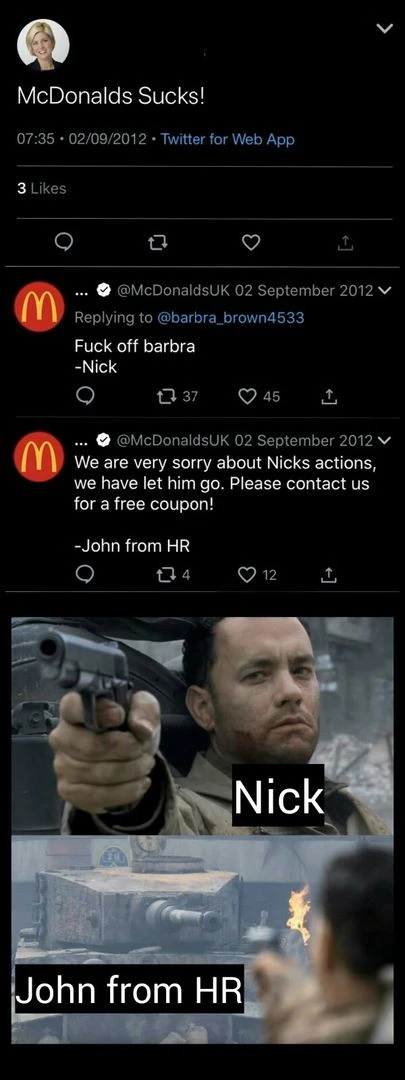 McDonalds Sucks!
07:35 • 02/09/2012 • Twitter for Web App
3 Likes
... @McDonaldsUK 02 September 2012
Replying to @barbra_brown4533
Fuck off barbra
-Nick
37 45
... @McDonaldsUK 02 September 2012
We are very sorry about Nicks actions,
we have let him go. Please contact us
for a free coupon!
-John from HR
4 12
Nick
John from HR